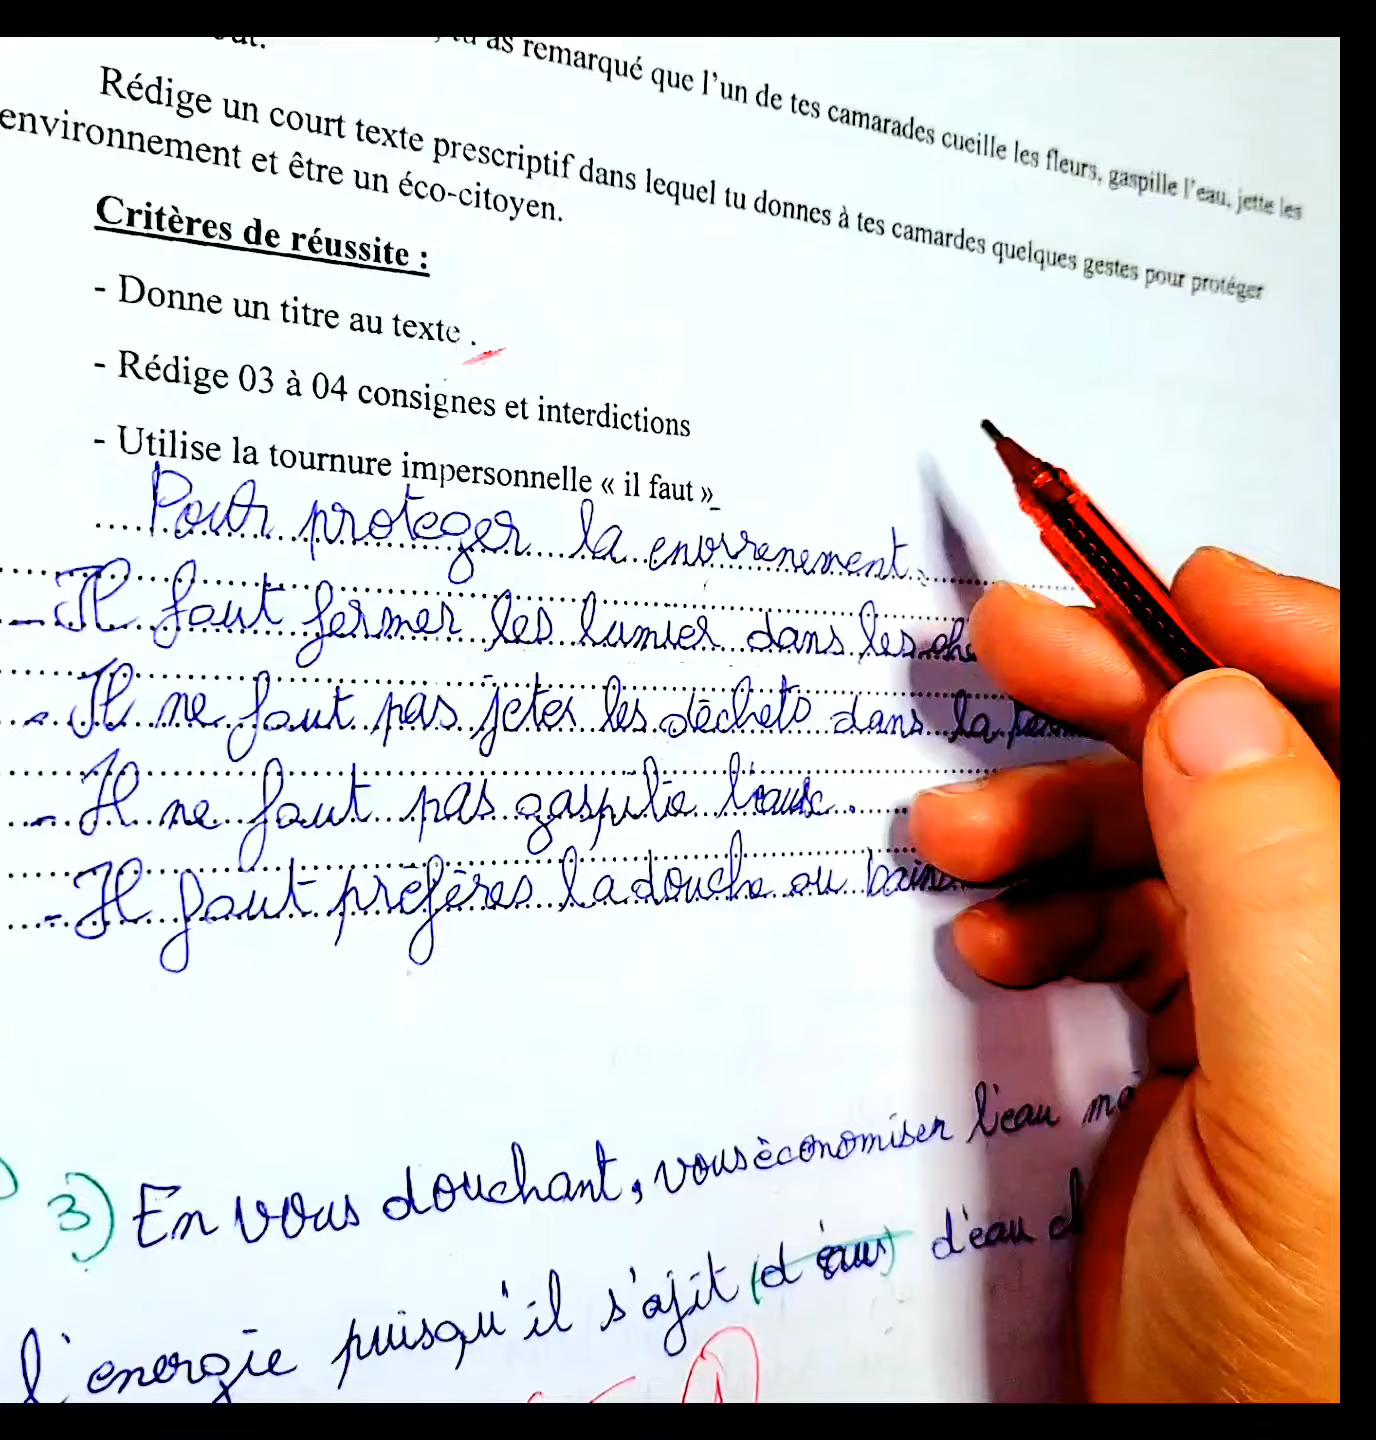 tu as remarqué que l'un de tes camarades cueille les fleurs, gaspille l'eau, jette les
Rédige un court texte prescriptif dans lequel tu donnes à tes camardes quelques gestes pour protéger
environnement et être un éco-citoyen.
Critères de réussite :
- Donne un titre au texte .
- Rédige 03 à 04 consignes et interdictions
- Utilise la tournure impersonnelle « il faut »
Pour protéger la envirenement.
- Il faut fermer les lumier dans les
- Il ne faut pas jeter les déchets dans la
- Il ne faut pas gaspilie
- Il faut préfères la douche au bain
3) En vous douchant, vous économiser l'eau
puisqu'il s'ajit d'eau
l'energie